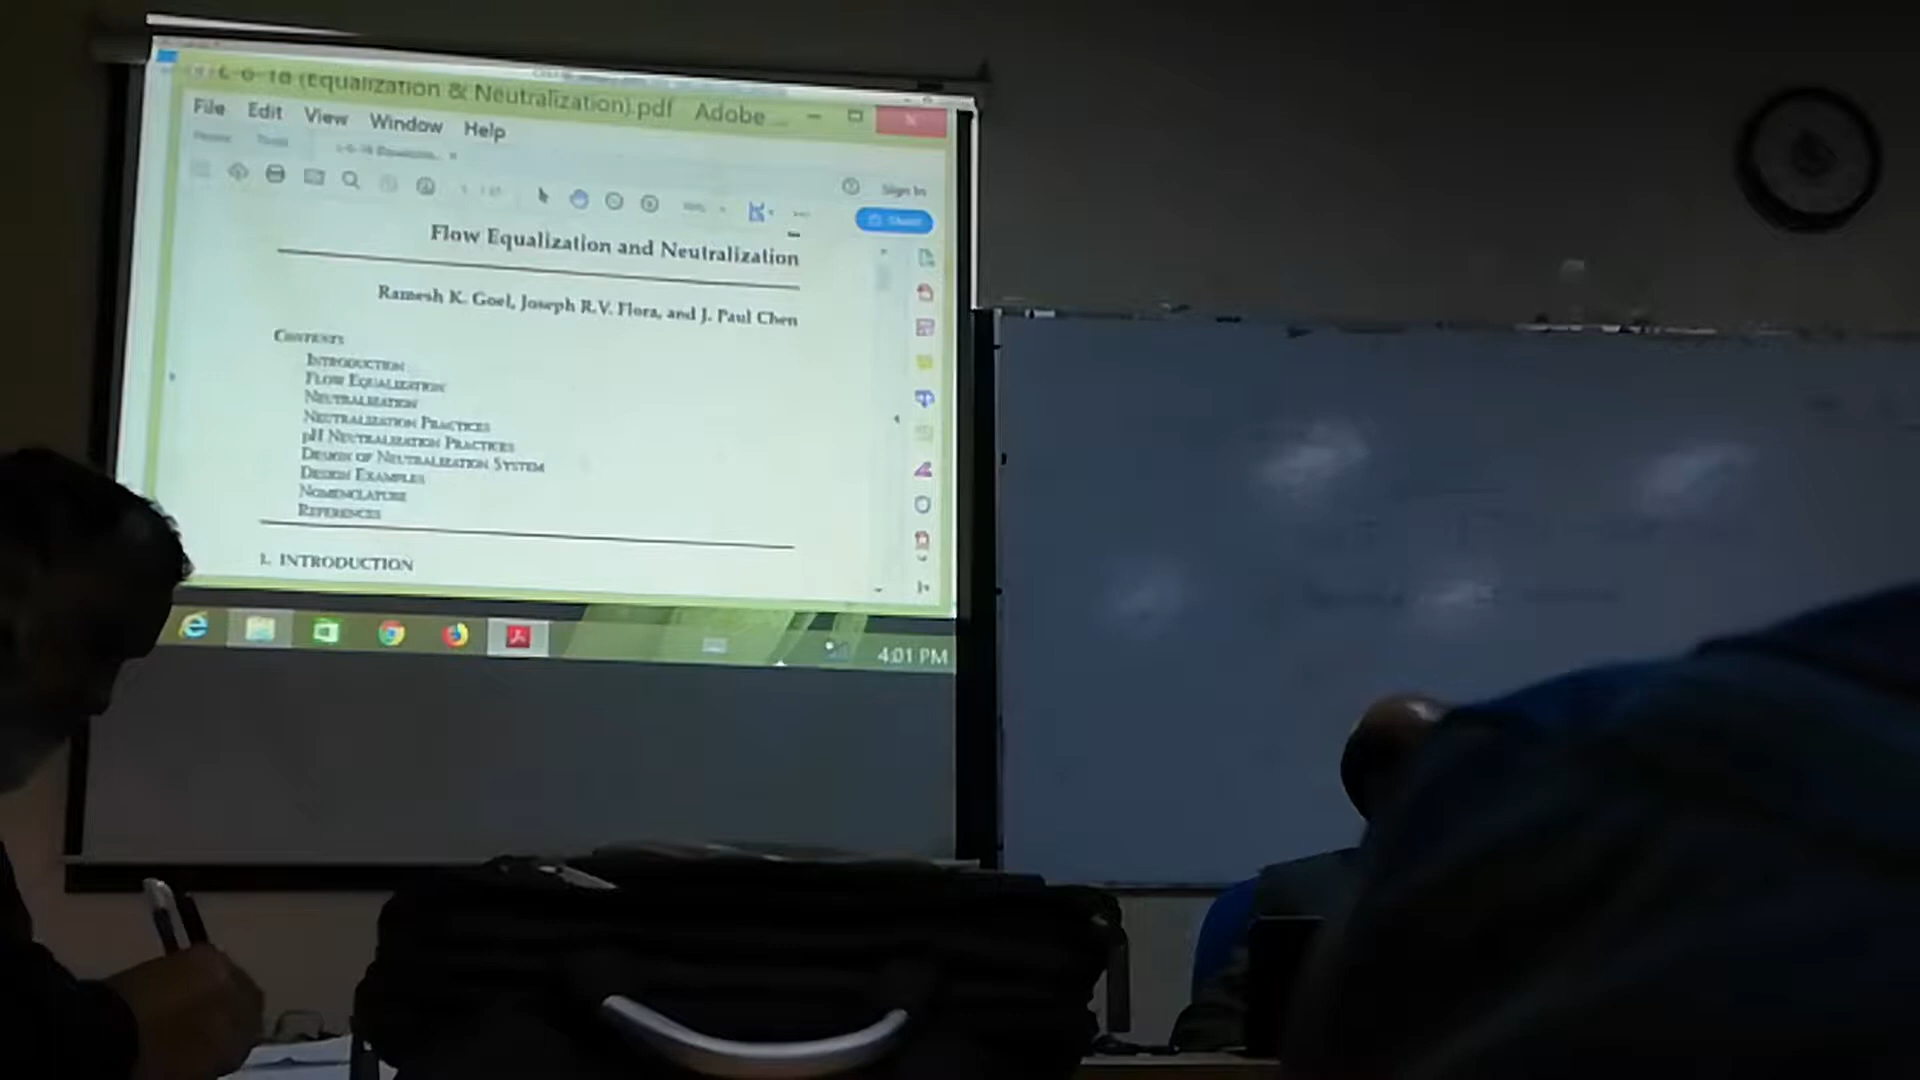 (Equalization & Neutralization).pdf Adobe ...
File Edit View Window Help
Sign In
Share
Flow Equalization and Neutralization
Ramesh K. Goel, Joseph R.V. Flora, and J. Paul Chen
CONTENTS
INTRODUCTION
FLOW EQUALIZATION
NEUTRALIZATION
NEUTRALIZATION PRACTICES
pH NEUTRALIZATION PRACTICES
DESIGN OF NEUTRALIZATION SYSTEM
DESIGN EXAMPLES
NOMENCLATURE
REFERENCES
1. INTRODUCTION
4:01 PM